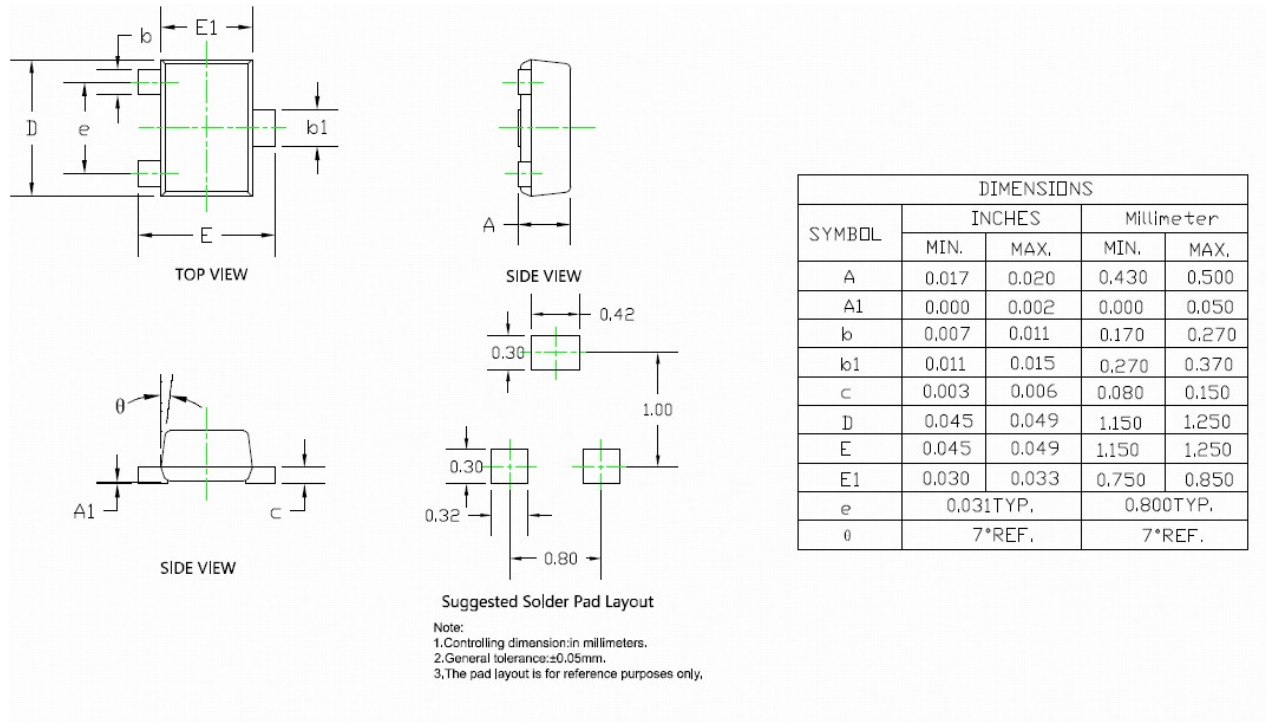 E1
b
D
e
b1
E
TOP VIEW
A
SIDE VIEW
θ
A1
c
SIDE VIEW
0.42
0.30
1.00
0.30
0.32
0.80
Suggested Solder Pad Layout
Note:
1.Controlling dimension:in millimeters.
2.General tolerance:±0.05mm.
3.The pad layout is for reference purposes only.
DIMENSIONS
SYMBOL INCHES Millimeter
MIN. MAX. MIN. MAX.
A 0.017 0.020 0.430 0.500
A1 0.000 0.002 0.000 0.050
b 0.007 0.011 0.170 0.270
b1 0.011 0.015 0.270 0.370
c 0.003 0.006 0.080 0.150
D 0.045 0.049 1.150 1.250
E 0.045 0.049 1.150 1.250
E1 0.030 0.033 0.750 0.850
e 0.031TYP. 0.800TYP.
θ 7°REF. 7°REF.